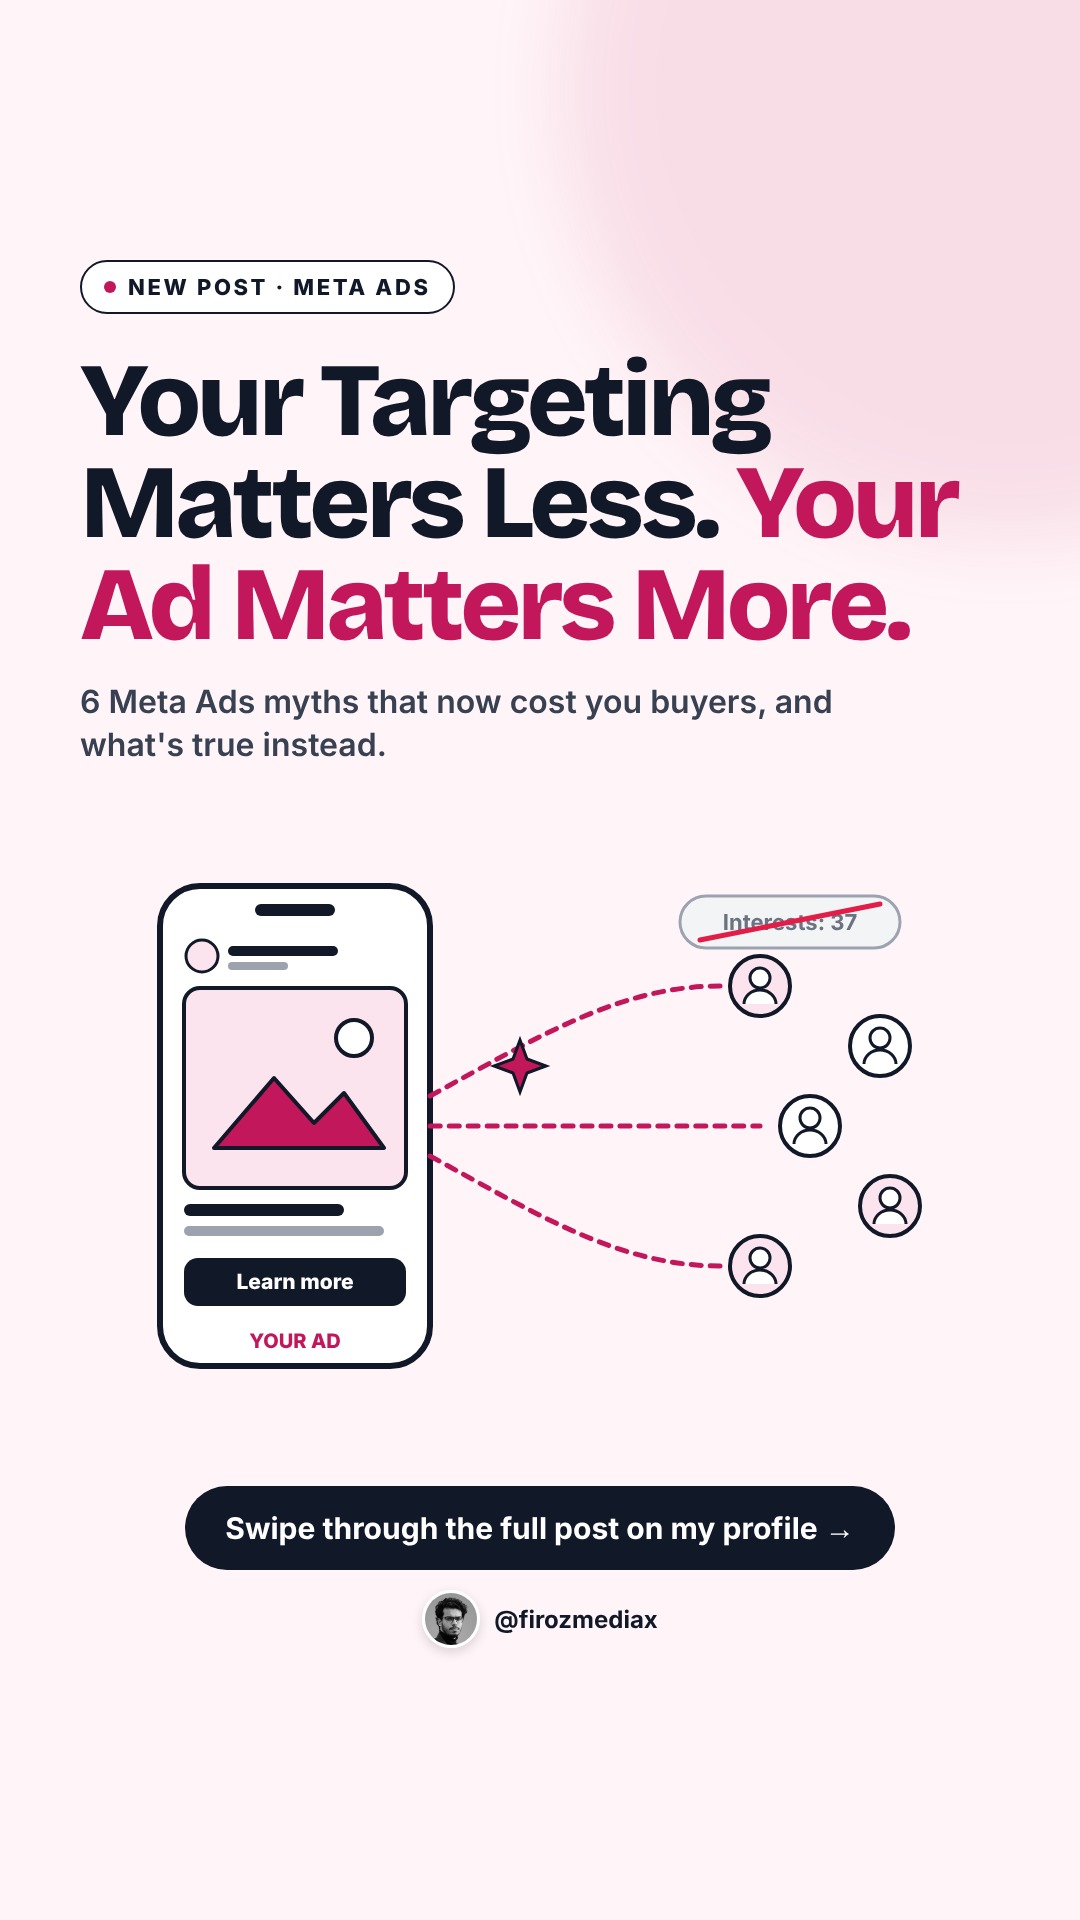 NEW POST · META ADS
Your Targeting
Matters Less. Your
Ad Matters More.
6 Meta Ads myths that now cost you buyers, and
what's true instead.
Interests: 37
Learn more
YOUR AD
Swipe through the full post on my profile →
@firozmediax